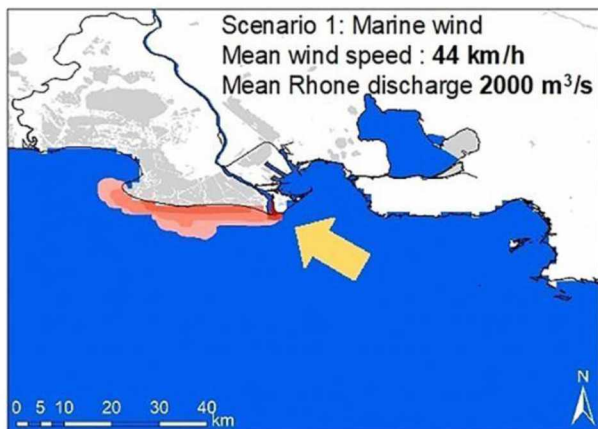 Scenario 1: Marine wind
Mean wind speed : 44 km/h
Mean Rhone discharge 2000 m³/s
N
0 5 10 20 30 40
km